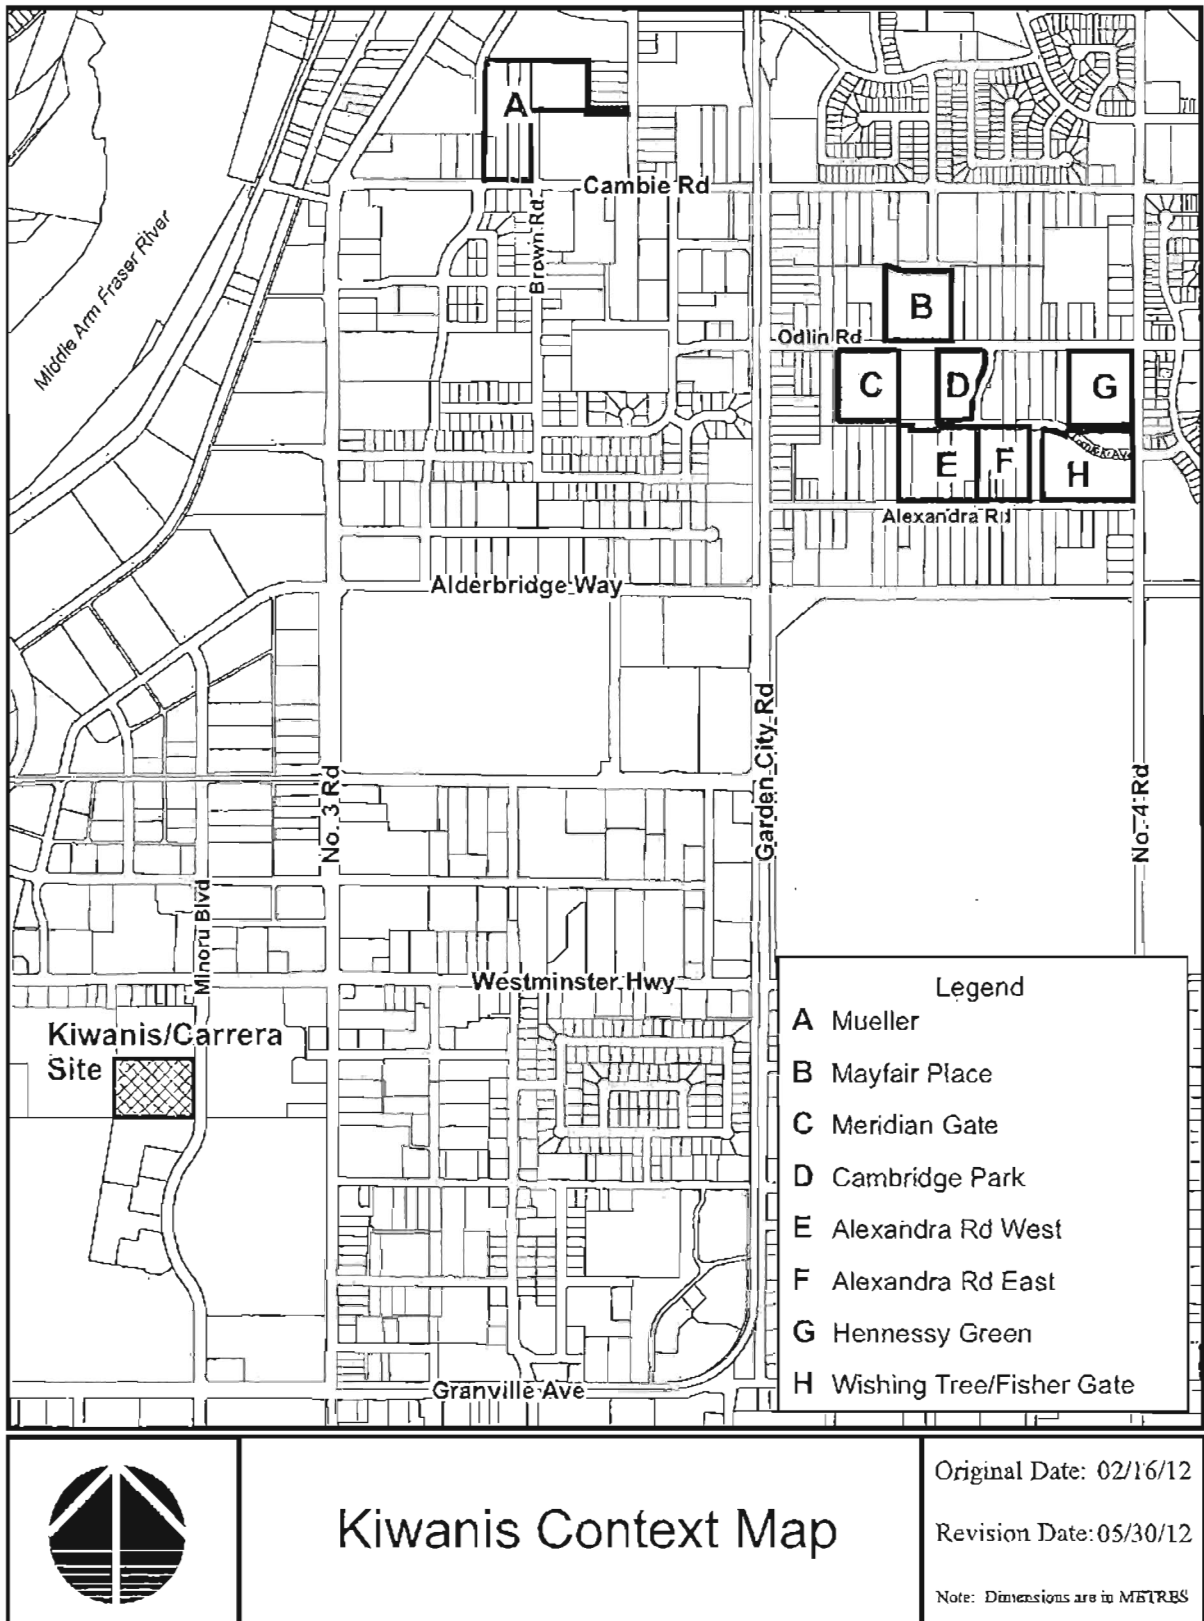 A
Cambie Rd
Brown Rd
Middle Arm Fraser River
B
Odlin Rd
C
D
G
E
F
H
Alexandra Rd
Alderbridge Way
Garden City Rd
No. 3 Rd
No. 4 Rd
Minoru Blvd
Westminster Hwy
Kiwanis/Carrera
Site
Granville Ave
Legend
A Mueller
B Mayfair Place
C Meridian Gate
D Cambridge Park
E Alexandra Rd West
F Alexandra Rd East
G Hennessy Green
H Wishing Tree/Fisher Gate
Kiwanis Context Map
Original Date: 02/16/12
Revision Date: 05/30/12
Note: Dimensions are in METRES